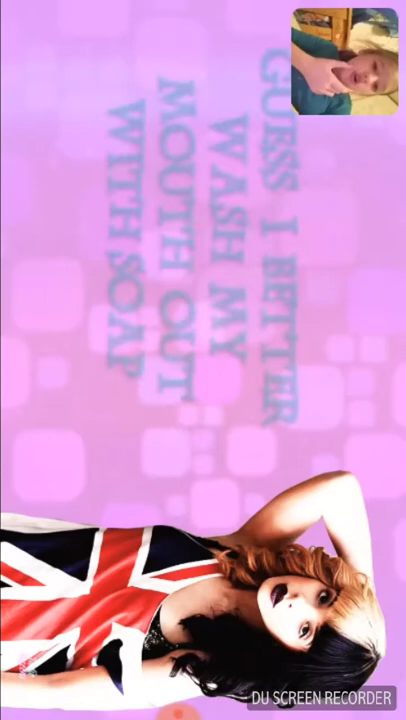 GUESS I BETTER
WASH MY
MOUTH OUT
WITH SOAP
DU SCREEN RECORDER